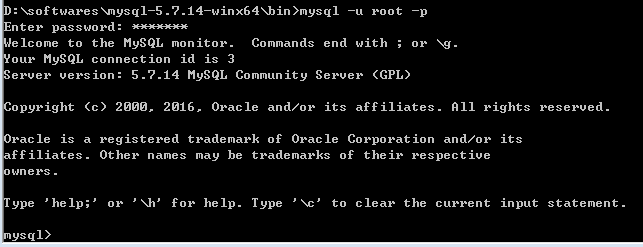 D:\softwares\mysql-5.7.14-winx64\bin>mysql -u root -p
Enter password: *******
Welcome to the MySQL monitor.  Commands end with ; or \g.
Your MySQL connection id is 3
Server version: 5.7.14 MySQL Community Server (GPL)
Copyright (c) 2000, 2016, Oracle and/or its affiliates. All rights reserved.
Oracle is a registered trademark of Oracle Corporation and/or its
affiliates. Other names may be trademarks of their respective
owners.
Type 'help;' or '\h' for help. Type '\c' to clear the current input statement.
mysql>